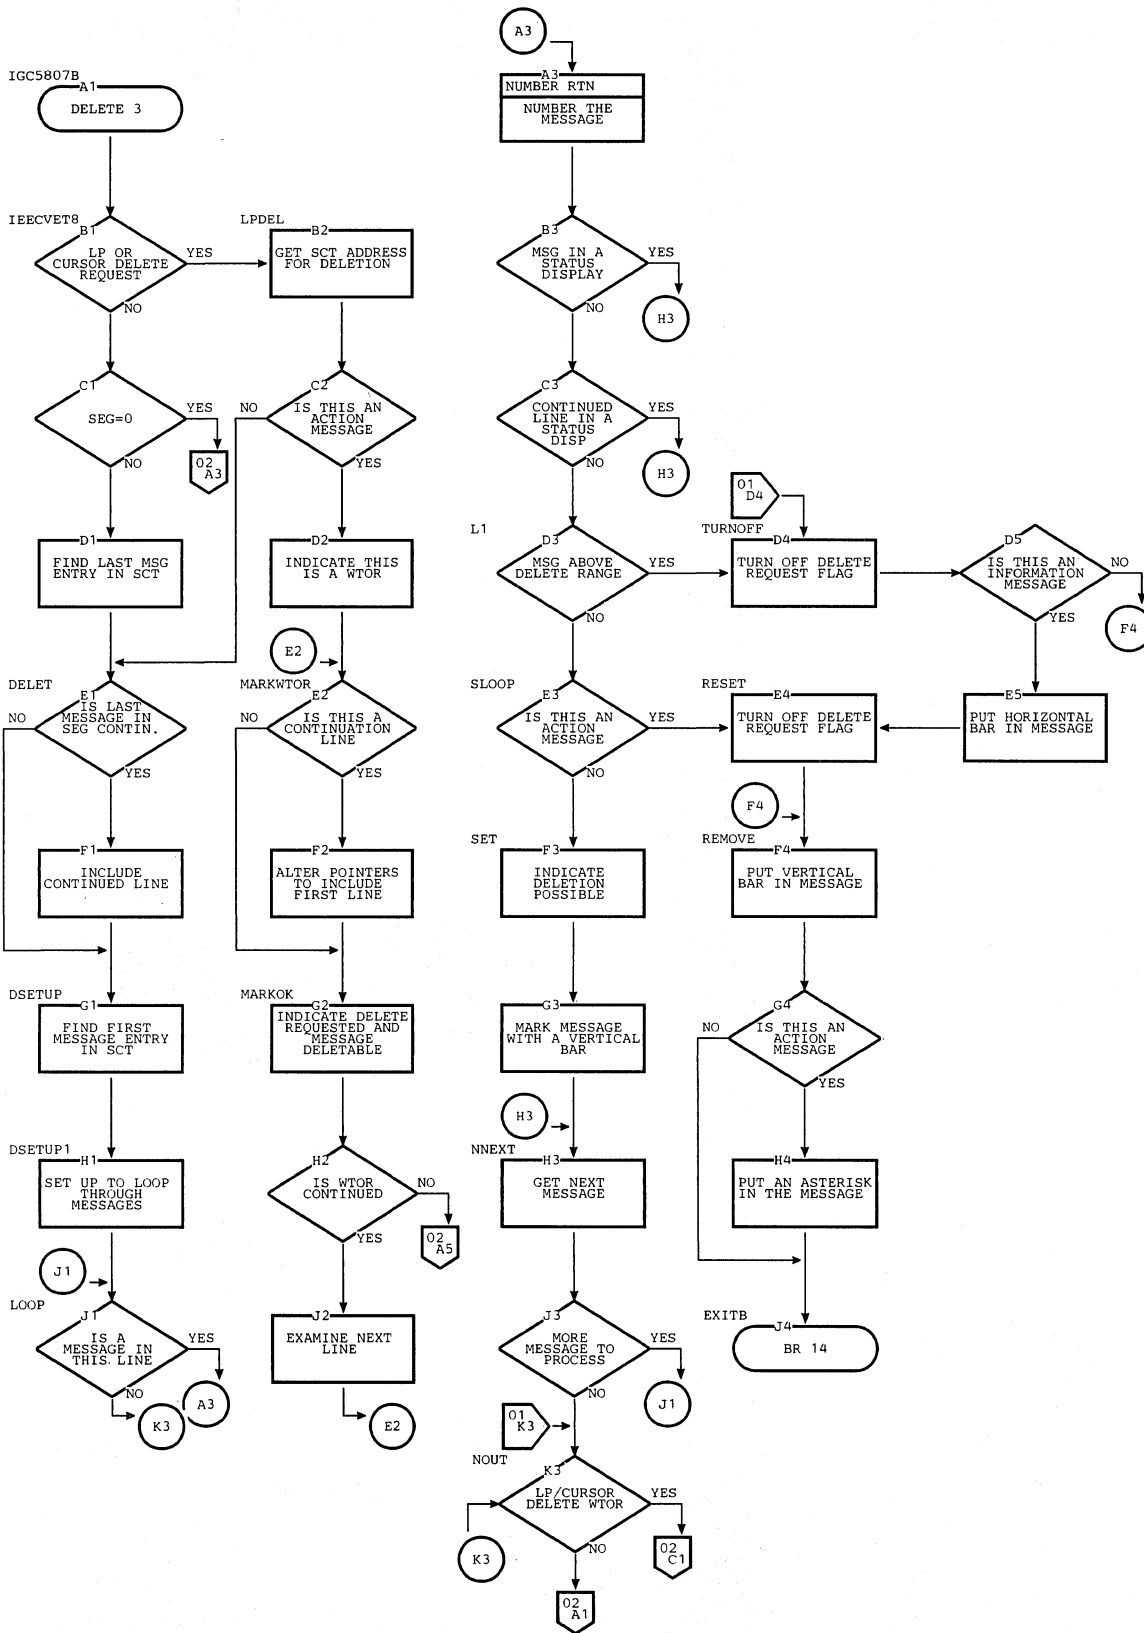 IGC5807B
A1
DELETE 3
IEECVET8
B1
LP OR
CURSOR DELETE
REQUEST
YES
NO
C1
SEG=0
YES
02
A3
NO
D1
FIND LAST MSG
ENTRY IN SCT
DELET
E1
IS LAST
MESSAGE IN
SEG CONTIN.
NO
YES
F1
INCLUDE
CONTINUED LINE
DSETUP
G1
FIND FIRST
MESSAGE ENTRY
IN SCT
DSETUP1
H1
SET UP TO LOOP
THROUGH
MESSAGES
J1
LOOP
J1
IS A
MESSAGE IN
THIS LINE
YES
A3
NO
K3
LPDEL
B2
GET SCT ADDRESS
FOR DELETION
C2
IS THIS AN
ACTION
MESSAGE
NO
YES
D2
INDICATE THIS
IS A WTOR
E2
MARKWTOR
E2
IS THIS A
CONTINUATION
LINE
NO
YES
F2
ALTER POINTERS
TO INCLUDE
FIRST LINE
MARKOK
G2
INDICATE DELETE
REQUESTED AND
MESSAGE
DELETABLE
H2
IS WTOR
CONTINUED
NO
02
A5
YES
J2
EXAMINE NEXT
LINE
E2
A3
A3
NUMBER RTN
NUMBER THE
MESSAGE
B3
MSG IN A
STATUS
DISPLAY
YES
H3
NO
C3
CONTINUED
LINE IN A
STATUS
DISP
YES
H3
NO
L1
D3
MSG ABOVE
DELETE RANGE
YES
NO
SLOOP
E3
IS THIS AN
ACTION
MESSAGE
YES
NO
SET
F3
INDICATE
DELETION
POSSIBLE
G3
MARK MESSAGE
WITH A VERTICAL
BAR
H3
NNEXT
H3
GET NEXT
MESSAGE
J3
MORE
MESSAGE TO
PROCESS
YES
J1
NO
01
K3
NOUT
K3
LP/CURSOR
DELETE WTOR
YES
02
C1
K3
NO
02
A1
01
D4
TURNOFF
D4
TURN OFF DELETE
REQUEST FLAG
RESET
E4
TURN OFF DELETE
REQUEST FLAG
F4
REMOVE
F4
PUT VERTICAL
BAR IN MESSAGE
G4
IS THIS AN
ACTION
MESSAGE
NO
YES
H4
PUT AN ASTERISK
IN THE MESSAGE
EXITB
J4
BR 14
D5
IS THIS AN
INFORMATION
MESSAGE
NO
F4
YES
E5
PUT HORIZONTAL
BAR IN MESSAGE